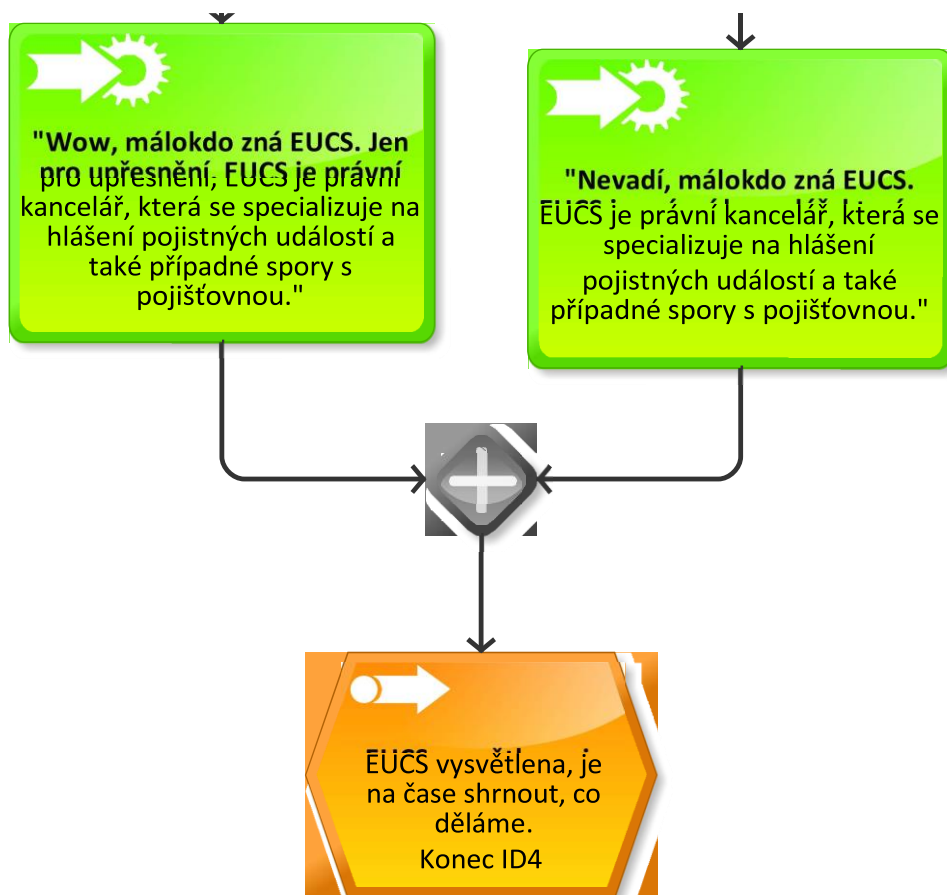 "Wow, málokdo zná EUCS. Jen
pro upřesnění, EUCS je právní
kancelář, která se specializuje na
hlášení pojistných událostí a
také případné spory s
pojišťovnou."
"Nevadí, málokdo zná EUCS.
EUCS je právní kancelář, která se
specializuje na hlášení
pojistných událostí a také
případné spory s pojišťovnou."
EUCS vysvětlena, je
na čase shrnout, co
děláme.
Konec ID4